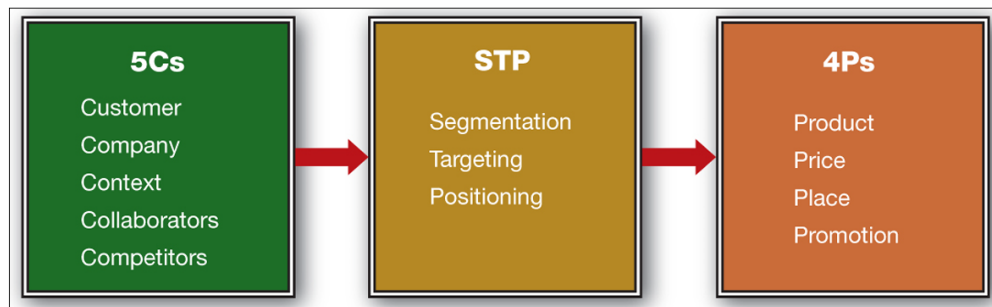 5Cs
Customer
Company
Context
Collaborators
Competitors
STP
Segmentation
Targeting
Positioning
4Ps
Product
Price
Place
Promotion